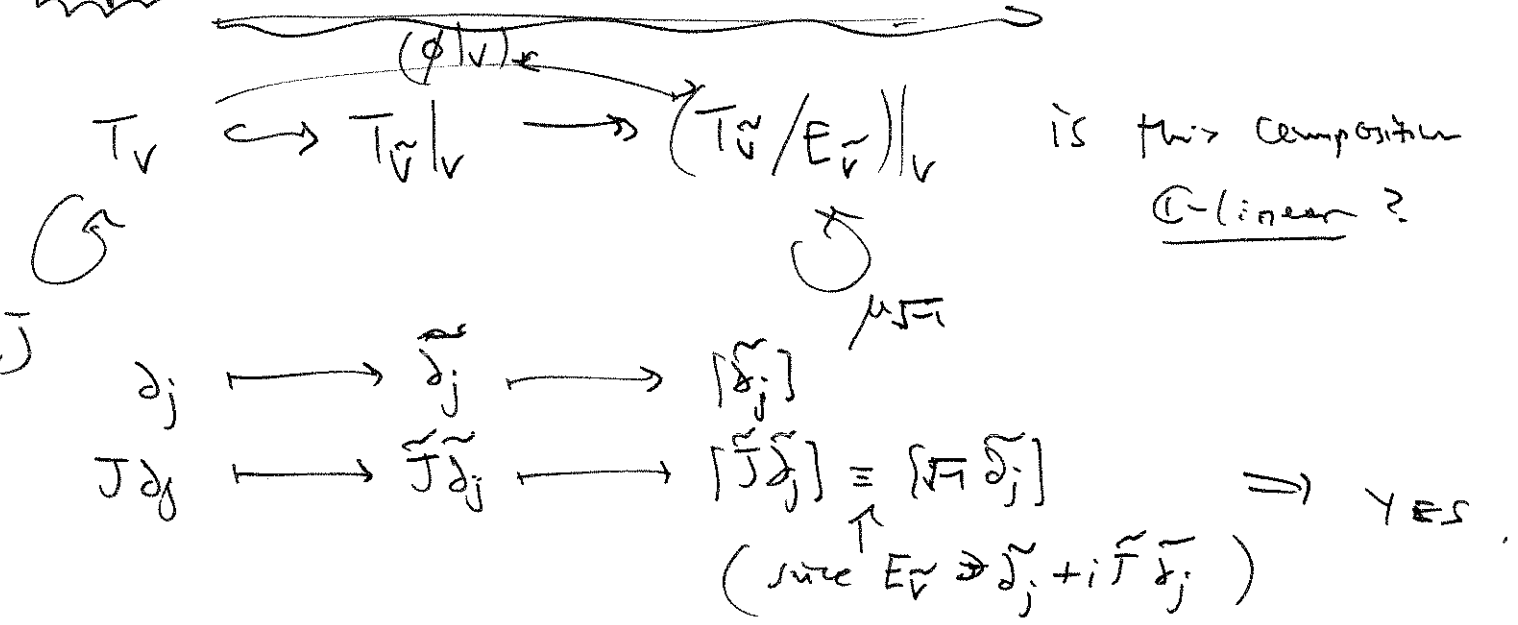 (ϕ|_V)_*
T_V ↪ T_Ṽ|_V ↠ (T_Ṽ/E_Ṽ)|_V is this composition
ℂ-linear ?
J μ√-1
∂_j ⟼ ∂̃_j ⟼ [∂̃_j]
J∂_j ⟼ J̃∂̃_j ⟼ [J̃∂̃_j] ≡ [√-1 ∂̃_j] ⟹ YES.
↑
(since E_Ṽ ∋ ∂̃_j + i J̃ ∂̃_j)